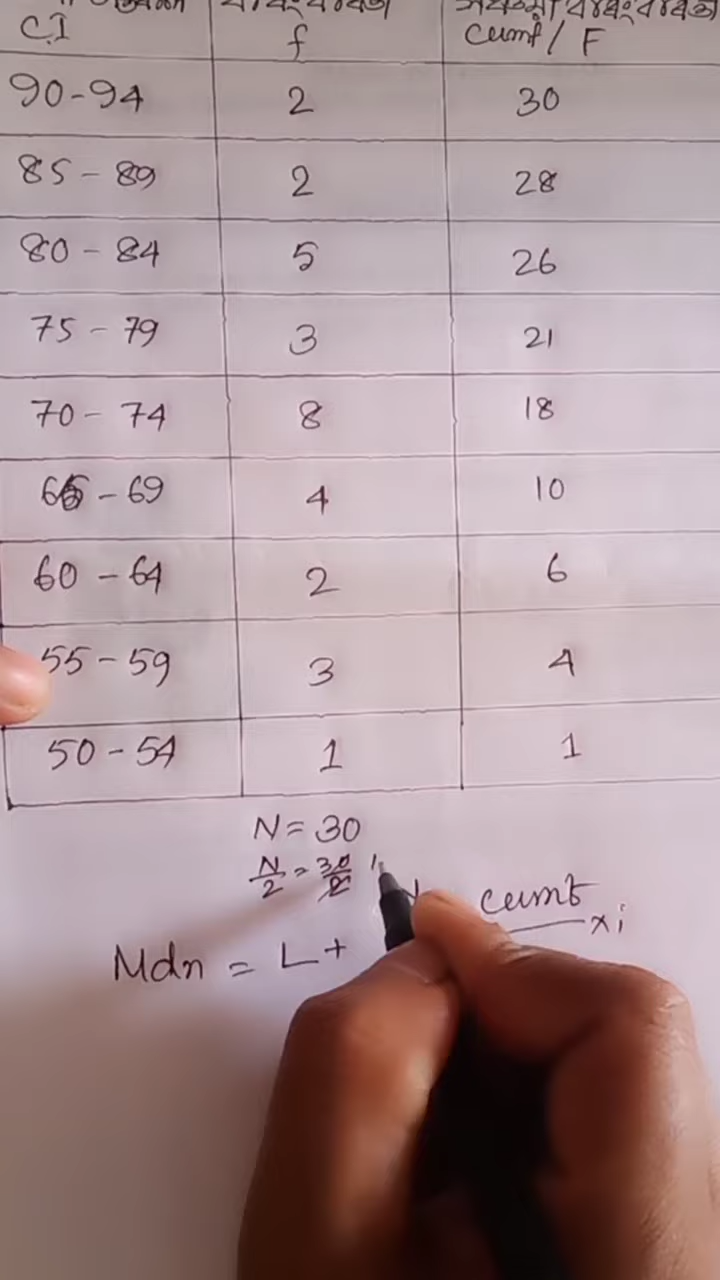 C.I f cumf / F
90-94 2 30
85-89 2 28
80-84 5 26
75-79 3 21
70-74 8 18
65-69 4 10
60-64 2 6
55-59 3 4
50-54 1 1
N = 30
N/2 = 30/2 1
cumf
Mdn = L + x i